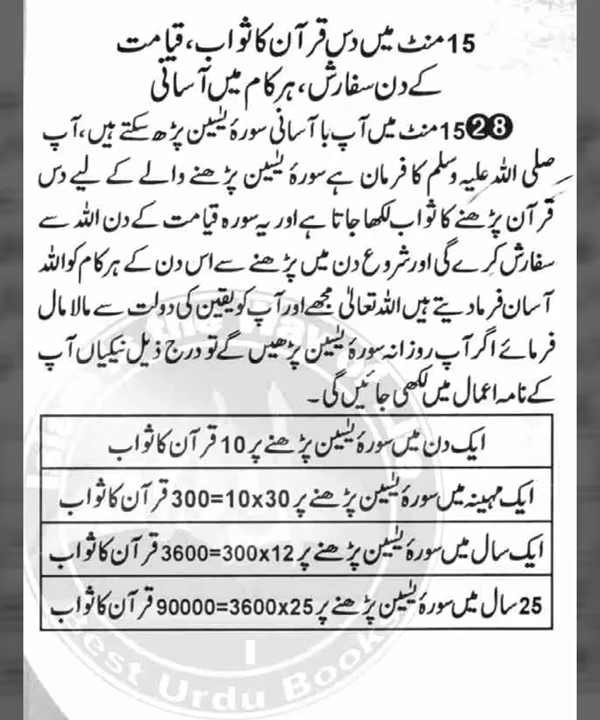 15 منٹ میں دس قرآن کا ثواب، قیامت
کے دن سفارش، ہر کام میں آسانی
28 15 منٹ میں آپ باآسانی سورۂ یٰسین پڑھ سکتے ہیں، آپ
صلی اللہ علیہ وسلم کا فرمان ہے سورۂ یٰسین پڑھنے والے کے لیے دس
قرآن پڑھنے کا ثواب لکھا جاتا ہے اور یہ سورہ قیامت کے دن اللہ سے
سفارش کرے گی اور شروع دن میں پڑھنے سے اس دن کے ہر کام کو اللہ
آسان فرما دیتے ہیں اللہ تعالیٰ مجھے اور آپ کو یقین کی دولت سے مالا مال
فرمائے اگر آپ روزانہ سورۂ یٰسین پڑھیں گے تو درج ذیل نیکیاں آپ
کے نامہ اعمال میں لکھی جائیں گی۔
ایک دن میں سورۂ یٰسین پڑھنے پر 10 قرآن کا ثواب
ایک مہینہ میں سورۂ یٰسین پڑھنے پر 300=10x30 قرآن کا ثواب
ایک سال میں سورۂ یٰسین پڑھنے پر 3600=300x12 قرآن کا ثواب
25 سال میں سورۂ یٰسین پڑھنے پر 90000=3600x25 قرآن کا ثواب
Best Urdu Books